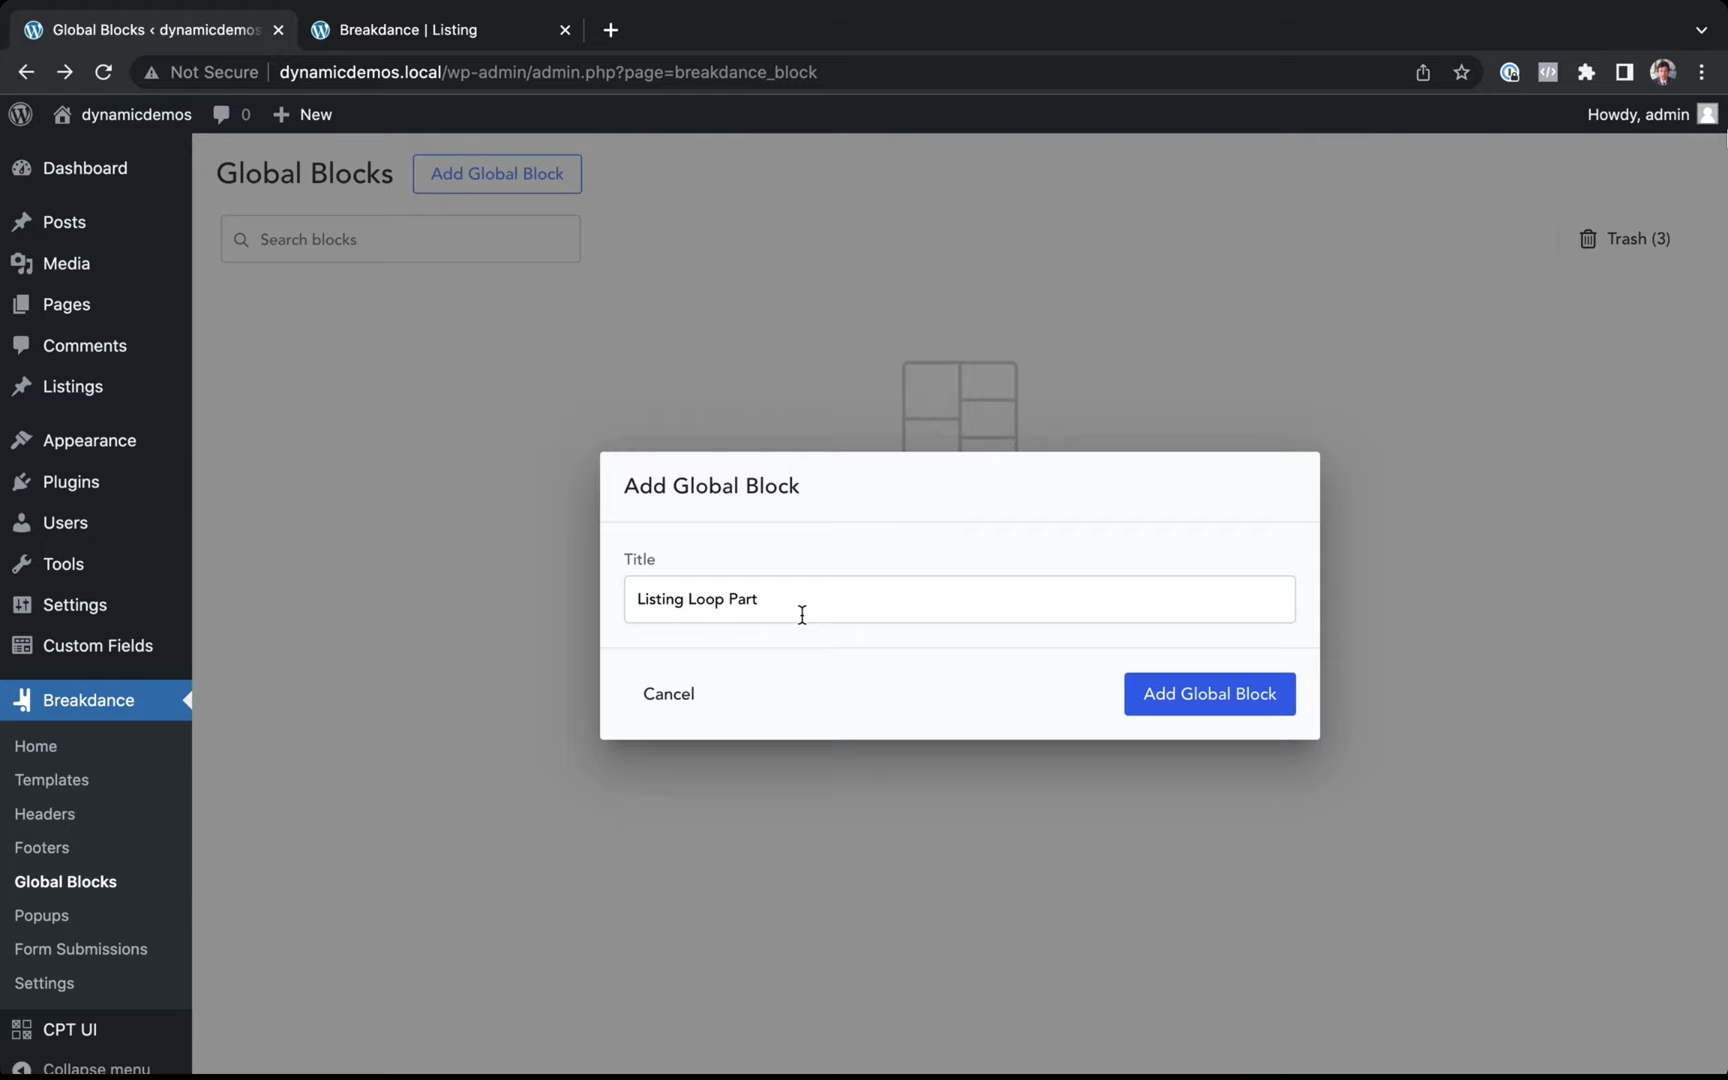 Global Blocks ‹ dynamicdemos
Breakdance | Listing
Not Secure | dynamicdemos.local/wp-admin/admin.php?page=breakdance_block
dynamicdemos 0 New Howdy, admin
Dashboard
Posts
Media
Pages
Comments
Listings
Appearance
Plugins
Users
Tools
Settings
Custom Fields
Breakdance
Home
Templates
Headers
Footers
Global Blocks
Popups
Form Submissions
Settings
CPT UI
Collapse menu
Global Blocks
Add Global Block
Search blocks
Trash (3)
Add Global Block
Title
Listing Loop Part
Cancel
Add Global Block